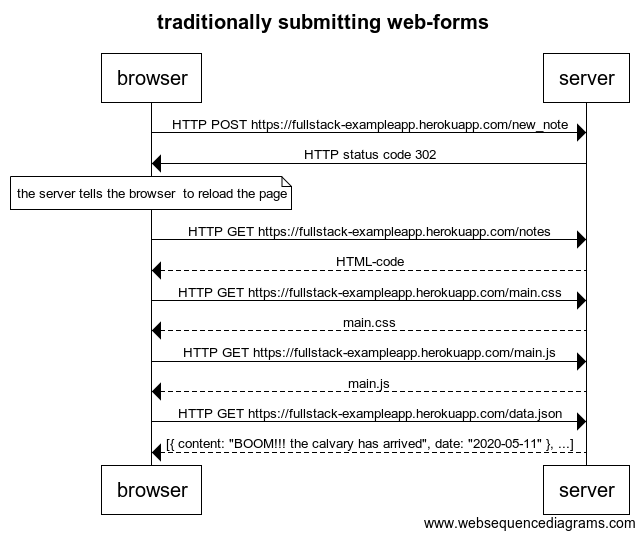 traditionally submitting web-forms
browser
server
HTTP POST https://fullstack-exampleapp.herokuapp.com/new_note
HTTP status code 302
the server tells the browser  to reload the page
HTTP GET https://fullstack-exampleapp.herokuapp.com/notes
HTML-code
HTTP GET https://fullstack-exampleapp.herokuapp.com/main.css
main.css
HTTP GET https://fullstack-exampleapp.herokuapp.com/main.js
main.js
HTTP GET https://fullstack-exampleapp.herokuapp.com/data.json
[{ content: "BOOM!!! the calvary has arrived", date: "2020-05-11" }, ...]
browser
server
www.websequencediagrams.com